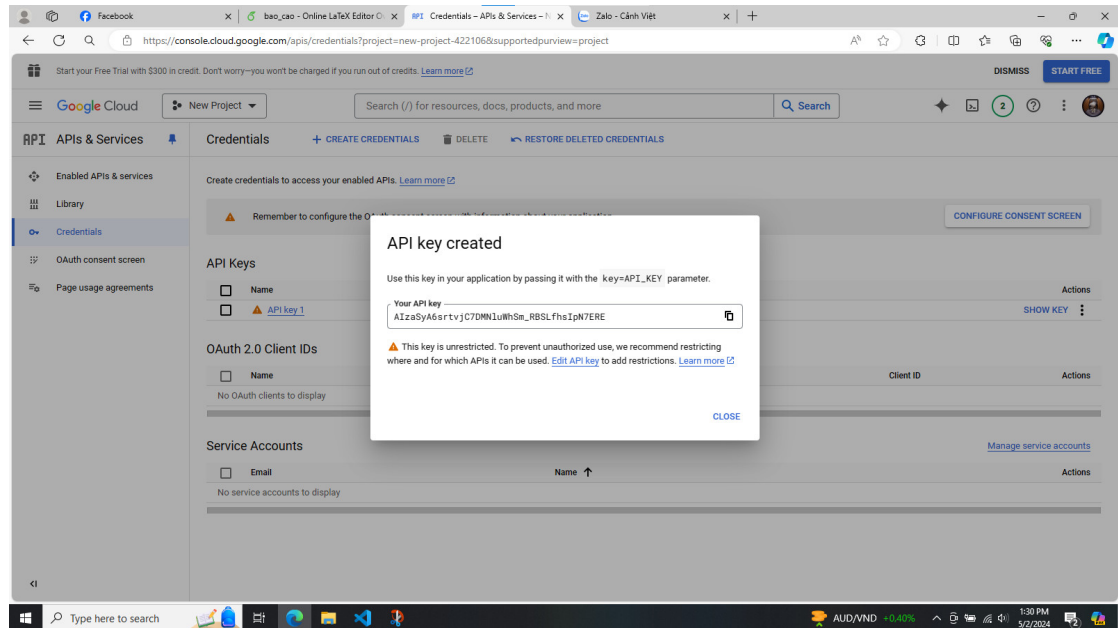 Facebook
bao_cao - Online LaTeX Editor O
API Credentials – APIs & Services – N
Zalo - Cảnh Việt
https://console.cloud.google.com/apis/credentials?project=new-project-422106&supportedpurview=project
Start your Free Trial with $300 in credit. Don't worry—you won't be charged if you run out of credits. Learn more
DISMISS
START FREE
Google Cloud
New Project
Search (/) for resources, docs, products, and more
Search
2
API APIs & Services
Credentials
+ CREATE CREDENTIALS
DELETE
RESTORE DELETED CREDENTIALS
Enabled APIs & services
Library
Credentials
OAuth consent screen
Page usage agreements
Create credentials to access your enabled APIs. Learn more
Remember to configure the OAuth consent screen with information about your application.
CONFIGURE CONSENT SCREEN
API Keys
Name
Actions
API key 1
SHOW KEY
API key created
Use this key in your application by passing it with the key=API_KEY parameter.
Your API key
AIzaSyA6srtvjC7DMNluWhSm_RBSLfhsIpN7ERE
This key is unrestricted. To prevent unauthorized use, we recommend restricting
where and for which APIs it can be used. Edit API key to add restrictions. Learn more
CLOSE
OAuth 2.0 Client IDs
Name
Client ID
Actions
No OAuth clients to display
Service Accounts
Manage service accounts
Email
Name
Actions
No service accounts to display
Type here to search
AUD/VND +0.40%
1:30 PM
5/2/2024
2